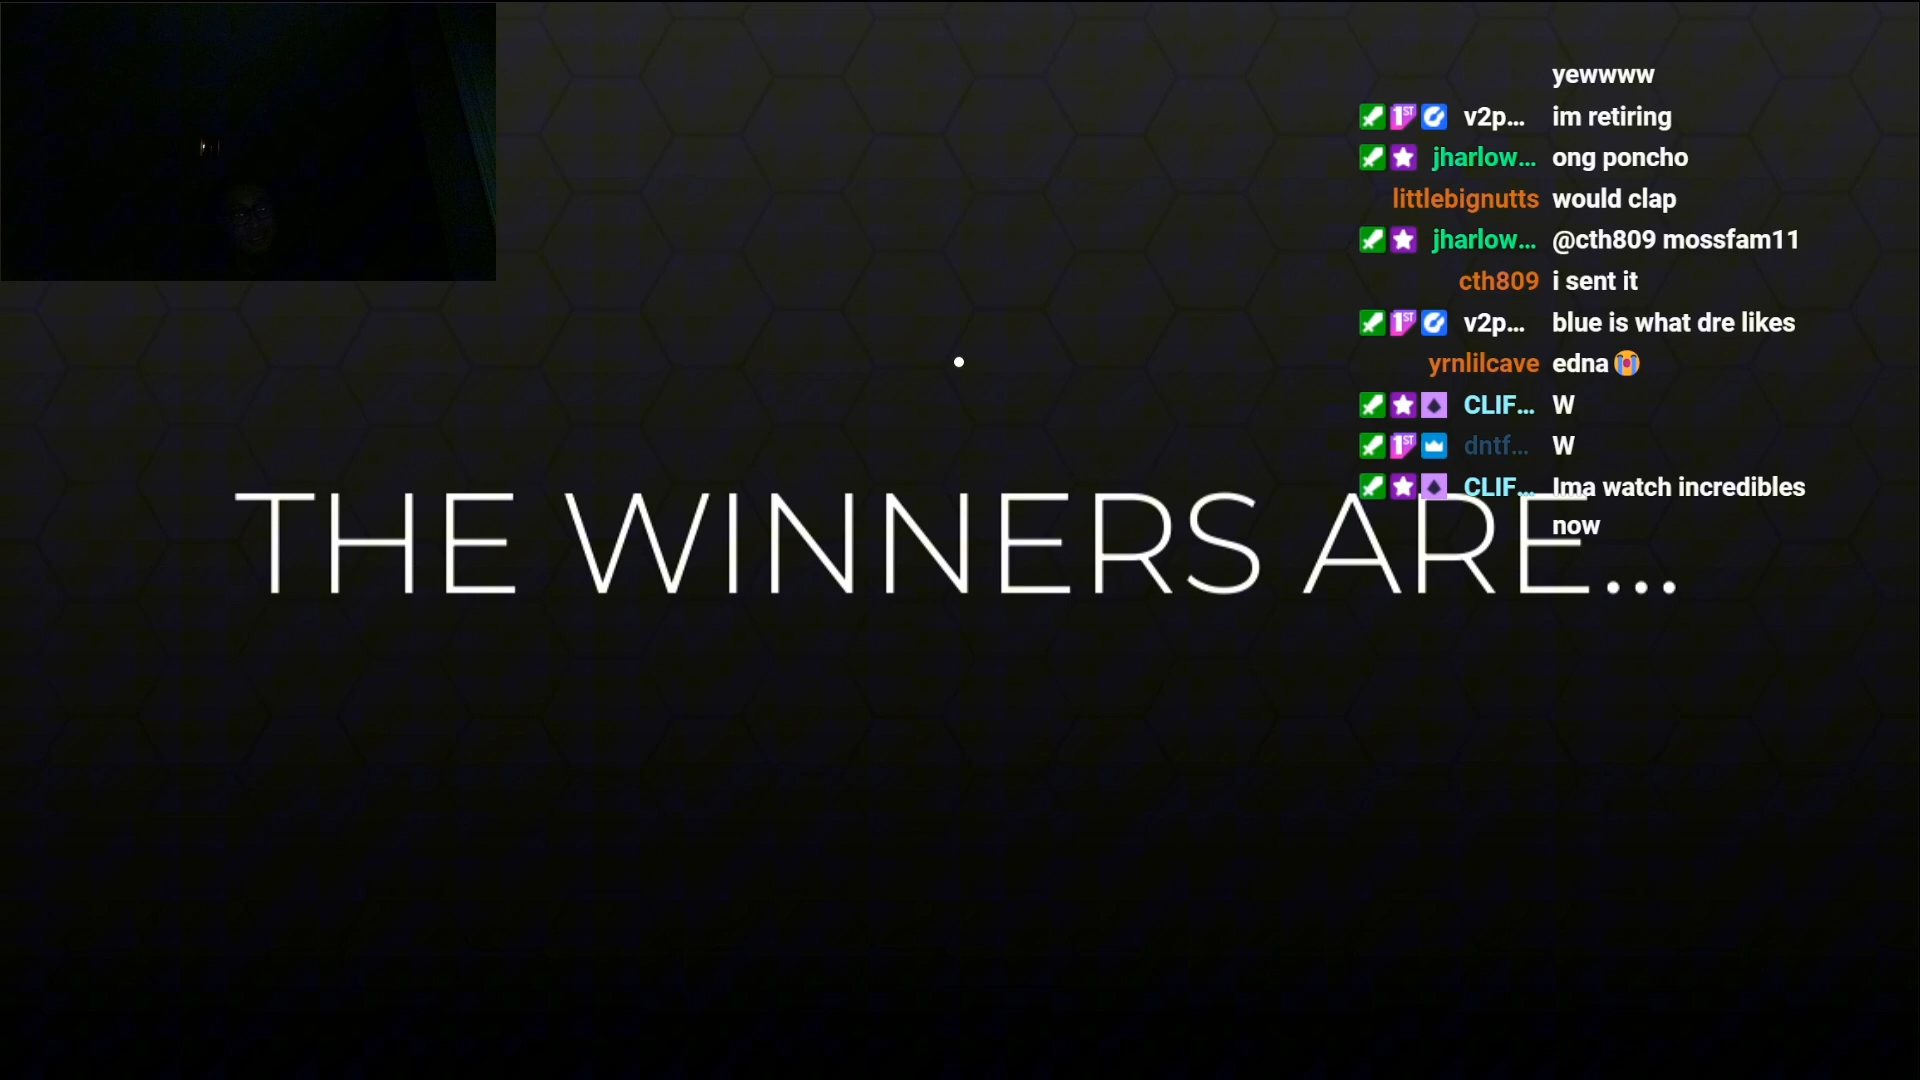 yewwww
v2p... im retiring
jharlow... ong poncho
littlebignutts would clap
jharlow... @cth809 mossfam11
cth809 i sent it
v2p... blue is what dre likes
yrnlilcave edna 😭
CLIF... W
dntf... W
CLIF... Ima watch incredibles
now
THE WINNERS ARE...